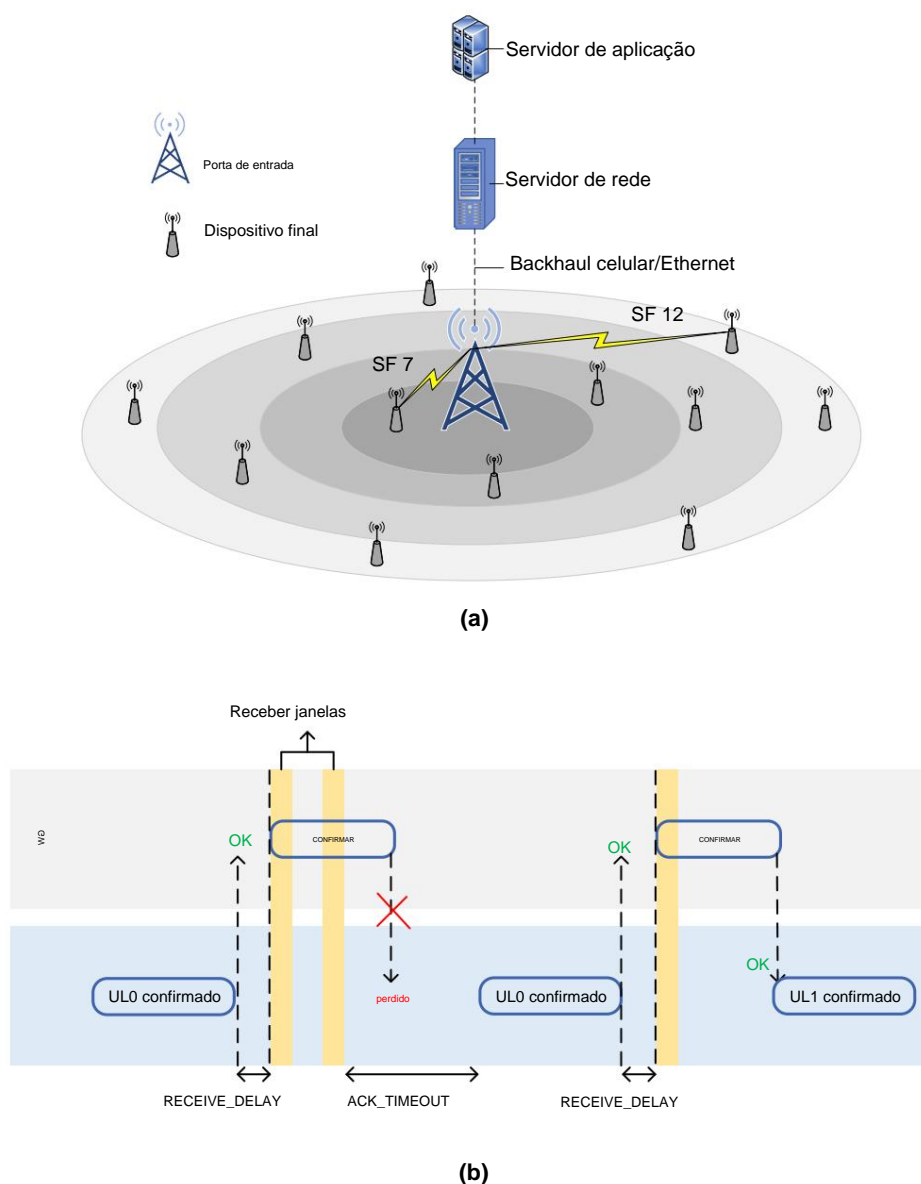 Servidor de aplicação
Porta de entrada
Servidor de rede
Dispositivo final
Backhaul celular/Ethernet
SF 12
SF 7
(a)
Receber janelas
GW
OK
CONFIRMAR
OK
CONFIRMAR
OK
UL0 confirmado
perdido
UL0 confirmado
UL1 confirmado
RECEIVE_DELAY
ACK_TIMEOUT
RECEIVE_DELAY
(b)